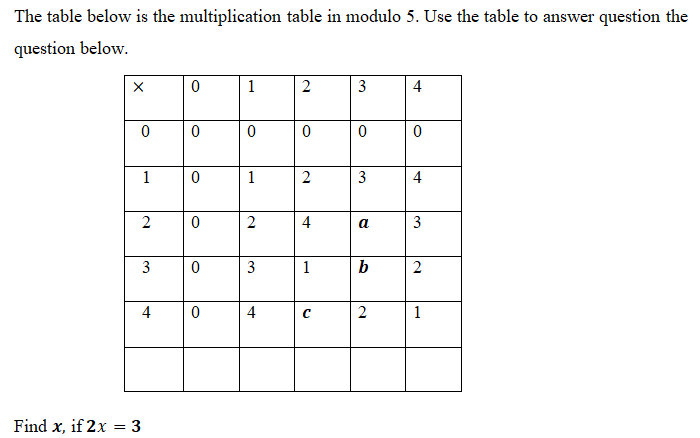 The table below is the multiplication table in modulo 5. Use the table to answer question the
question below.
× 0 1 2 3 4
0 0 0 0 0 0
1 0 1 2 3 4
2 0 2 4 a 3
3 0 3 1 b 2
4 0 4 c 2 1
Find x, if 2x = 3